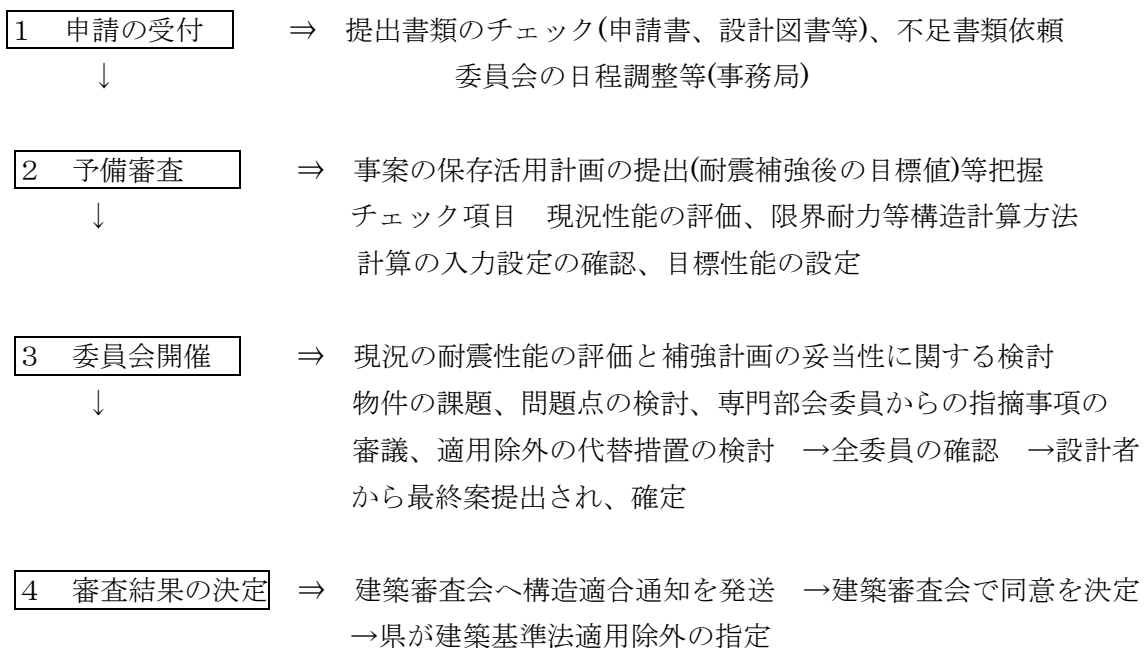 １　申請の受付　⇒　提出書類のチェック(申請書、設計図書等)、不足書類依頼
↓　委員会の日程調整等(事務局)
２　予備審査　⇒　事案の保存活用計画の提出(耐震補強後の目標値)等把握
↓　チェック項目　現況性能の評価、限界耐力等構造計算方法
計算の入力設定の確認、目標性能の設定
３　委員会開催　⇒　現況の耐震性能の評価と補強計画の妥当性に関する検討
↓　物件の課題、問題点の検討、専門部会委員からの指摘事項の
審議、適用除外の代替措置の検討　→全委員の確認　→設計者
から最終案提出され、確定
４　審査結果の決定　⇒　建築審査会へ構造適合通知を発送　→建築審査会で同意を決定
→県が建築基準法適用除外の指定